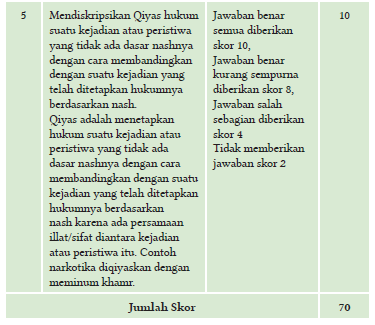 5
Mendiskripsikan Qiyas hukum
suatu kejadian atau peristiwa
yang tidak ada dasar nashnya
dengan cara membandingkan
dengan suatu kejadian yang
telah ditetapkan hukumnya
berdasarkan nash.
Qiyas adalah menetapkan
hukum suatu kejadian atau
peristiwa yang tidak ada
dasar nashnya dengan cara
membandingkan dengan suatu
kejadian yang telah ditetapkan
hukumnya berdasarkan
nash karena ada persamaan
illat/sifat diantara kejadian
atau peristiwa itu. Contoh
narkotika diqiyaskan dengan
meminum khamr.
Jawaban benar
semua diberikan
skor 10,
Jawaban benar
kurang sempurna
diberikan skor 8,
Jawaban salah
sebagian diberikan
skor 4
Tidak memberikan
jawaban skor 2
10
Jumlah Skor
70